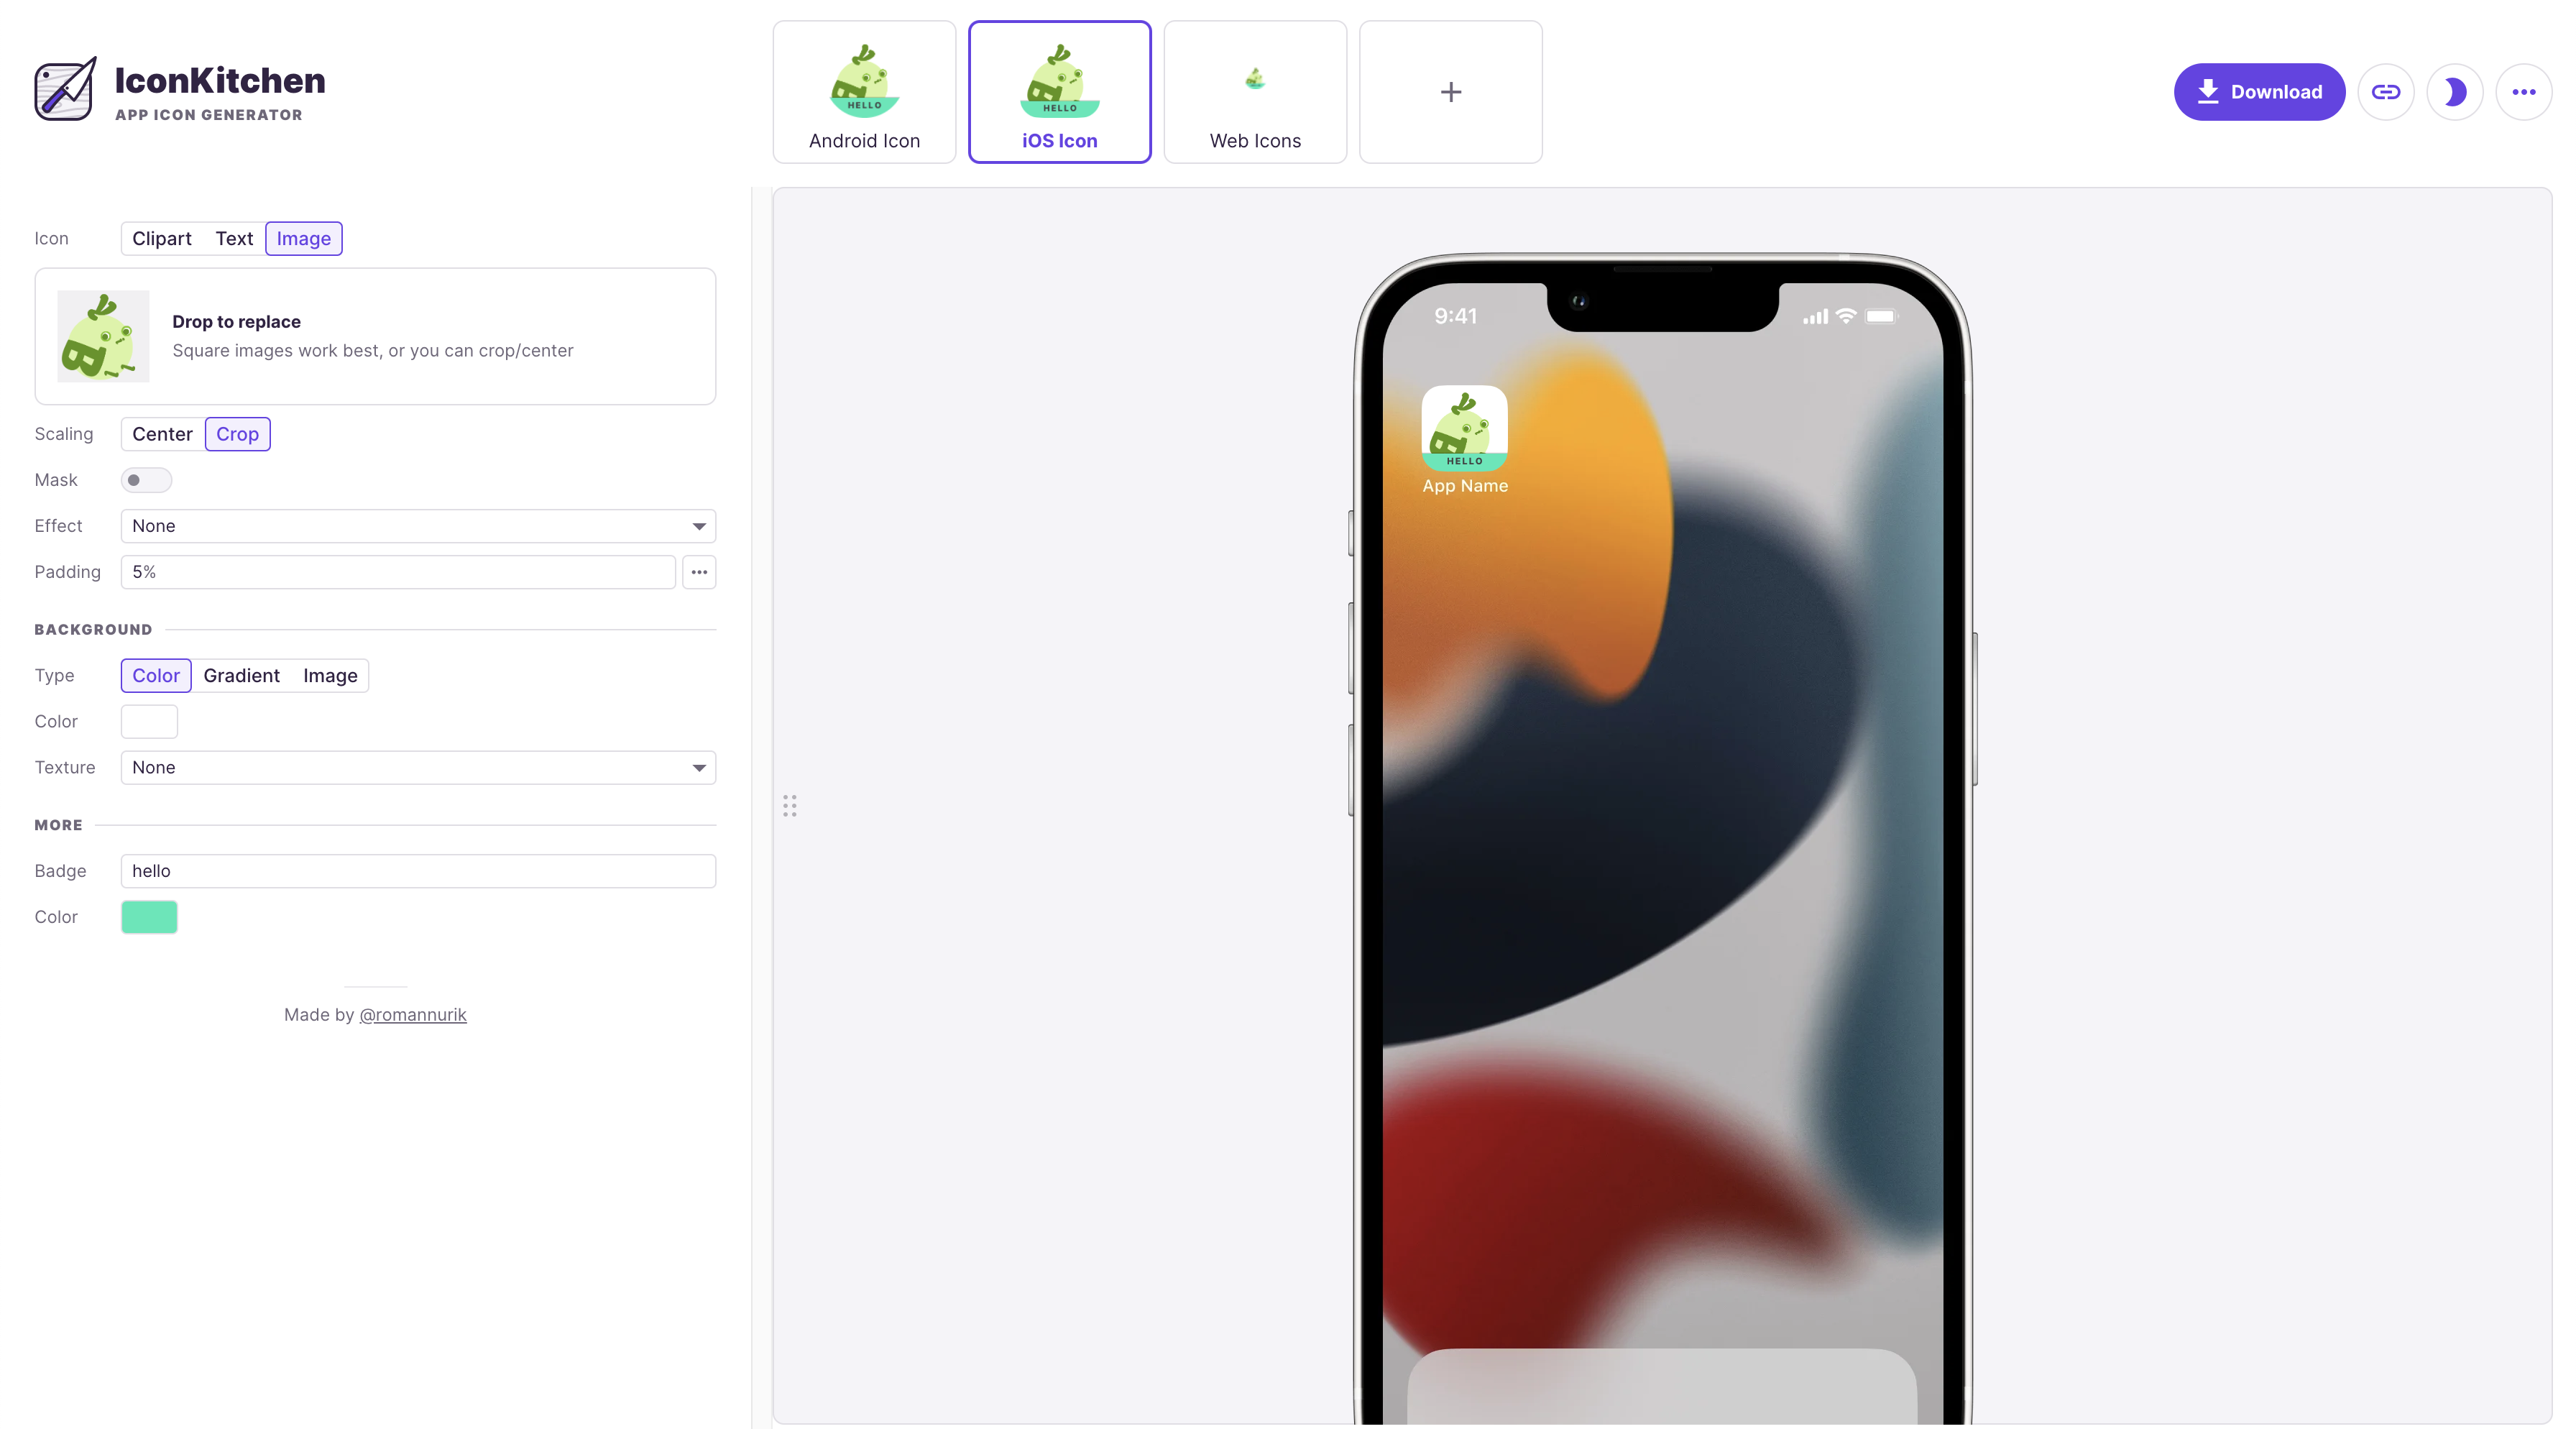 IconKitchen
APP ICON GENERATOR
HELLO
Android Icon
HELLO
iOS Icon
Web Icons
+
Download
Icon
Clipart
Text
Image
Drop to replace
Square images work best, or you can crop/center
Scaling
Center
Crop
Mask
Effect
None
Padding
5%
BACKGROUND
Type
Color
Gradient
Image
Color
Texture
None
MORE
Badge
hello
Color
Made by @romannurik
9:41
HELLO
App Name